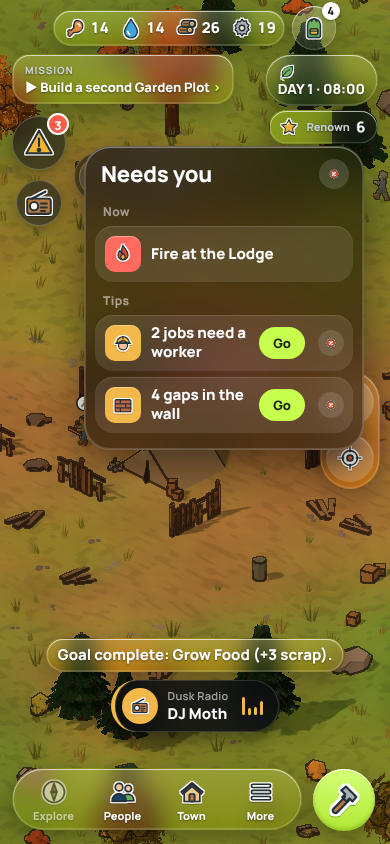 14 14 26 19
4
MISSION
▶ Build a second Garden Plot ›
DAY 1 · 08:00
Renown 6
3
Needs you
Now
Fire at the Lodge
Tips
2 jobs need a
worker
Go
4 gaps in the
wall
Go
Goal complete: Grow Food (+3 scrap).
Dusk Radio
DJ Moth
Explore People Town More